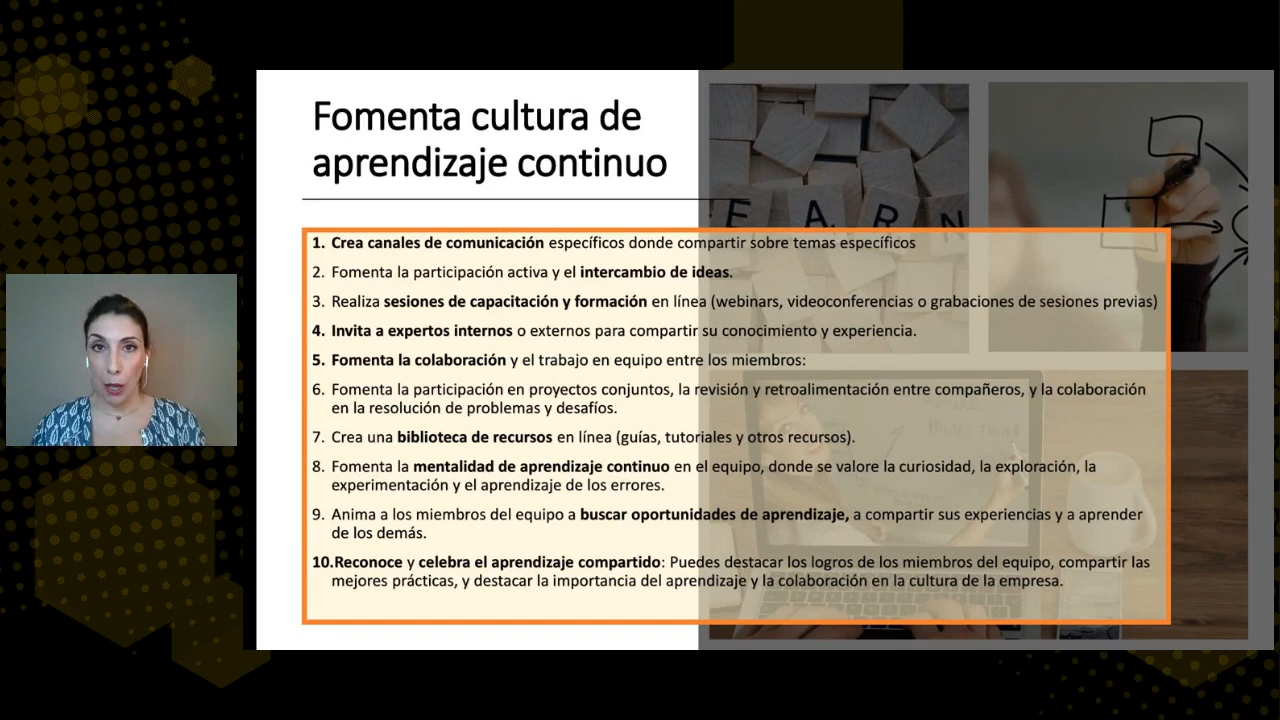 Fomenta cultura de
aprendizaje continuo
E A R N
1. Crea canales de comunicación específicos donde compartir sobre temas específicos
2. Fomenta la participación activa y el intercambio de ideas.
3. Realiza sesiones de capacitación y formación en línea (webinars, videoconferencias o grabaciones de sesiones previas)
4. Invita a expertos internos o externos para compartir su conocimiento y experiencia.
5. Fomenta la colaboración y el trabajo en equipo entre los miembros:
6. Fomenta la participación en proyectos conjuntos, la revisión y retroalimentación entre compañeros, y la colaboración
en la resolución de problemas y desafíos.
7. Crea una biblioteca de recursos en línea (guías, tutoriales y otros recursos).
8. Fomenta la mentalidad de aprendizaje continuo en el equipo, donde se valore la curiosidad, la exploración, la
experimentación y el aprendizaje de los errores.
9. Anima a los miembros del equipo a buscar oportunidades de aprendizaje, a compartir sus experiencias y a aprender
de los demás.
10.Reconoce y celebra el aprendizaje compartido: Puedes destacar los logros de los miembros del equipo, compartir las
mejores prácticas, y destacar la importancia del aprendizaje y la colaboración en la cultura de la empresa.